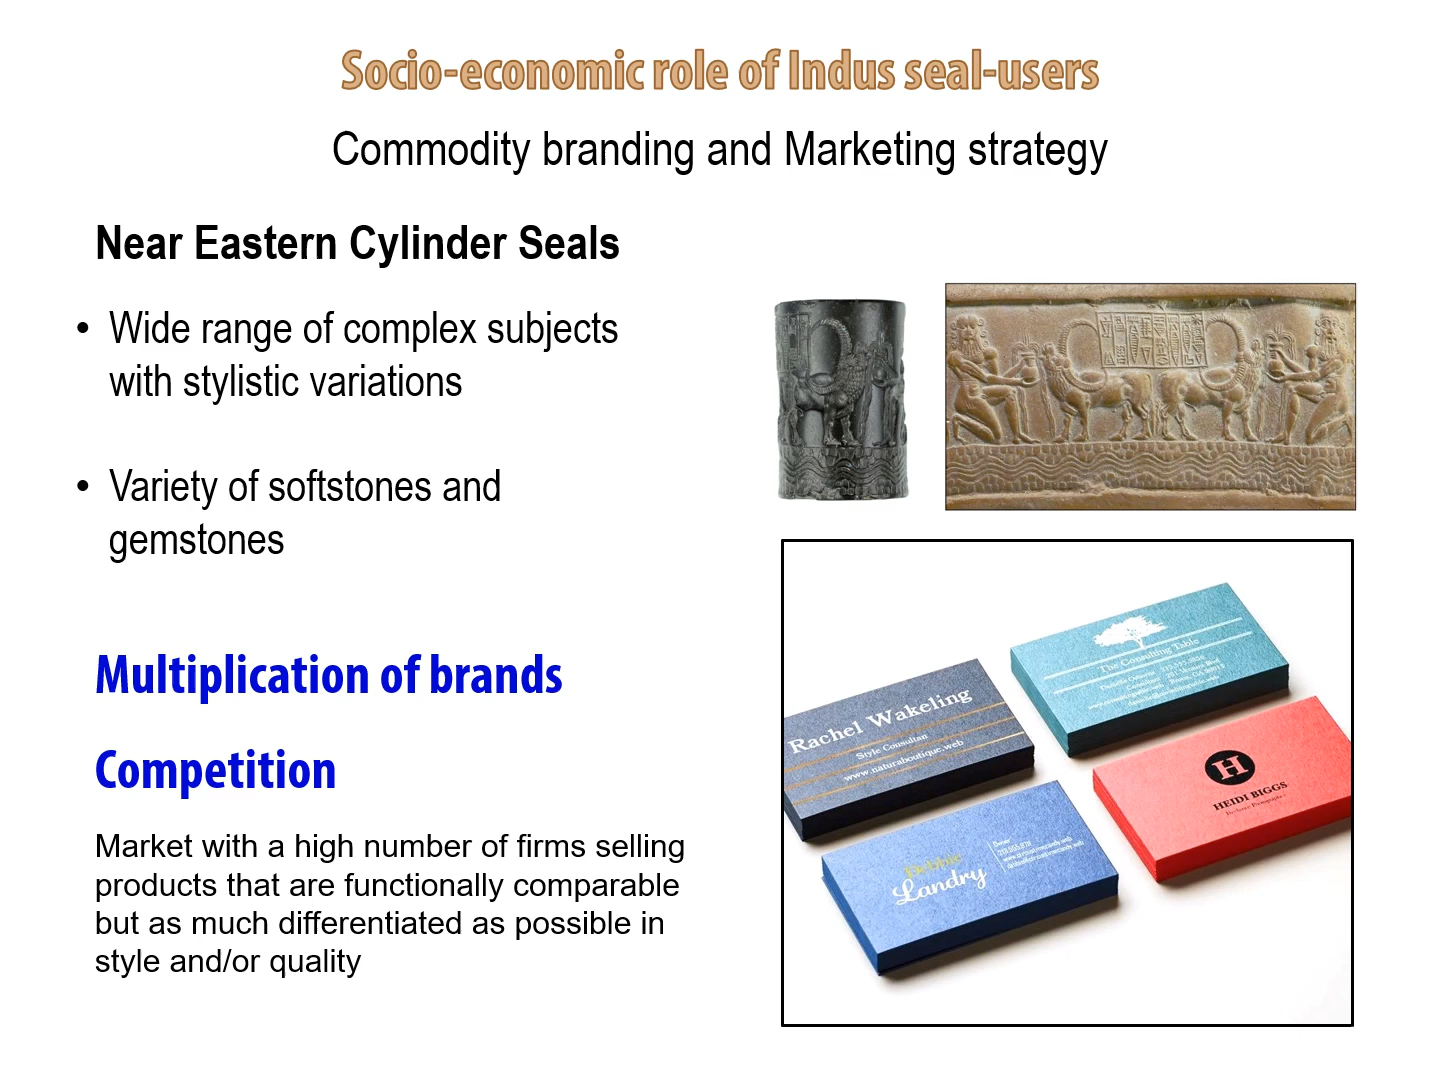 Socio-economic role of Indus seal-users
Commodity branding and Marketing strategy
Near Eastern Cylinder Seals
• Wide range of complex subjects
with stylistic variations
• Variety of softstones and
gemstones
Multiplication of brands
Competition
Market with a high number of firms selling
products that are functionally comparable
but as much differentiated as possible in
style and/or quality
The Consulting Table
Rachel Wakeling
Style Consultan
www.naturaboutique.web
H
HEIDI BIGGS
Debbie
Landry